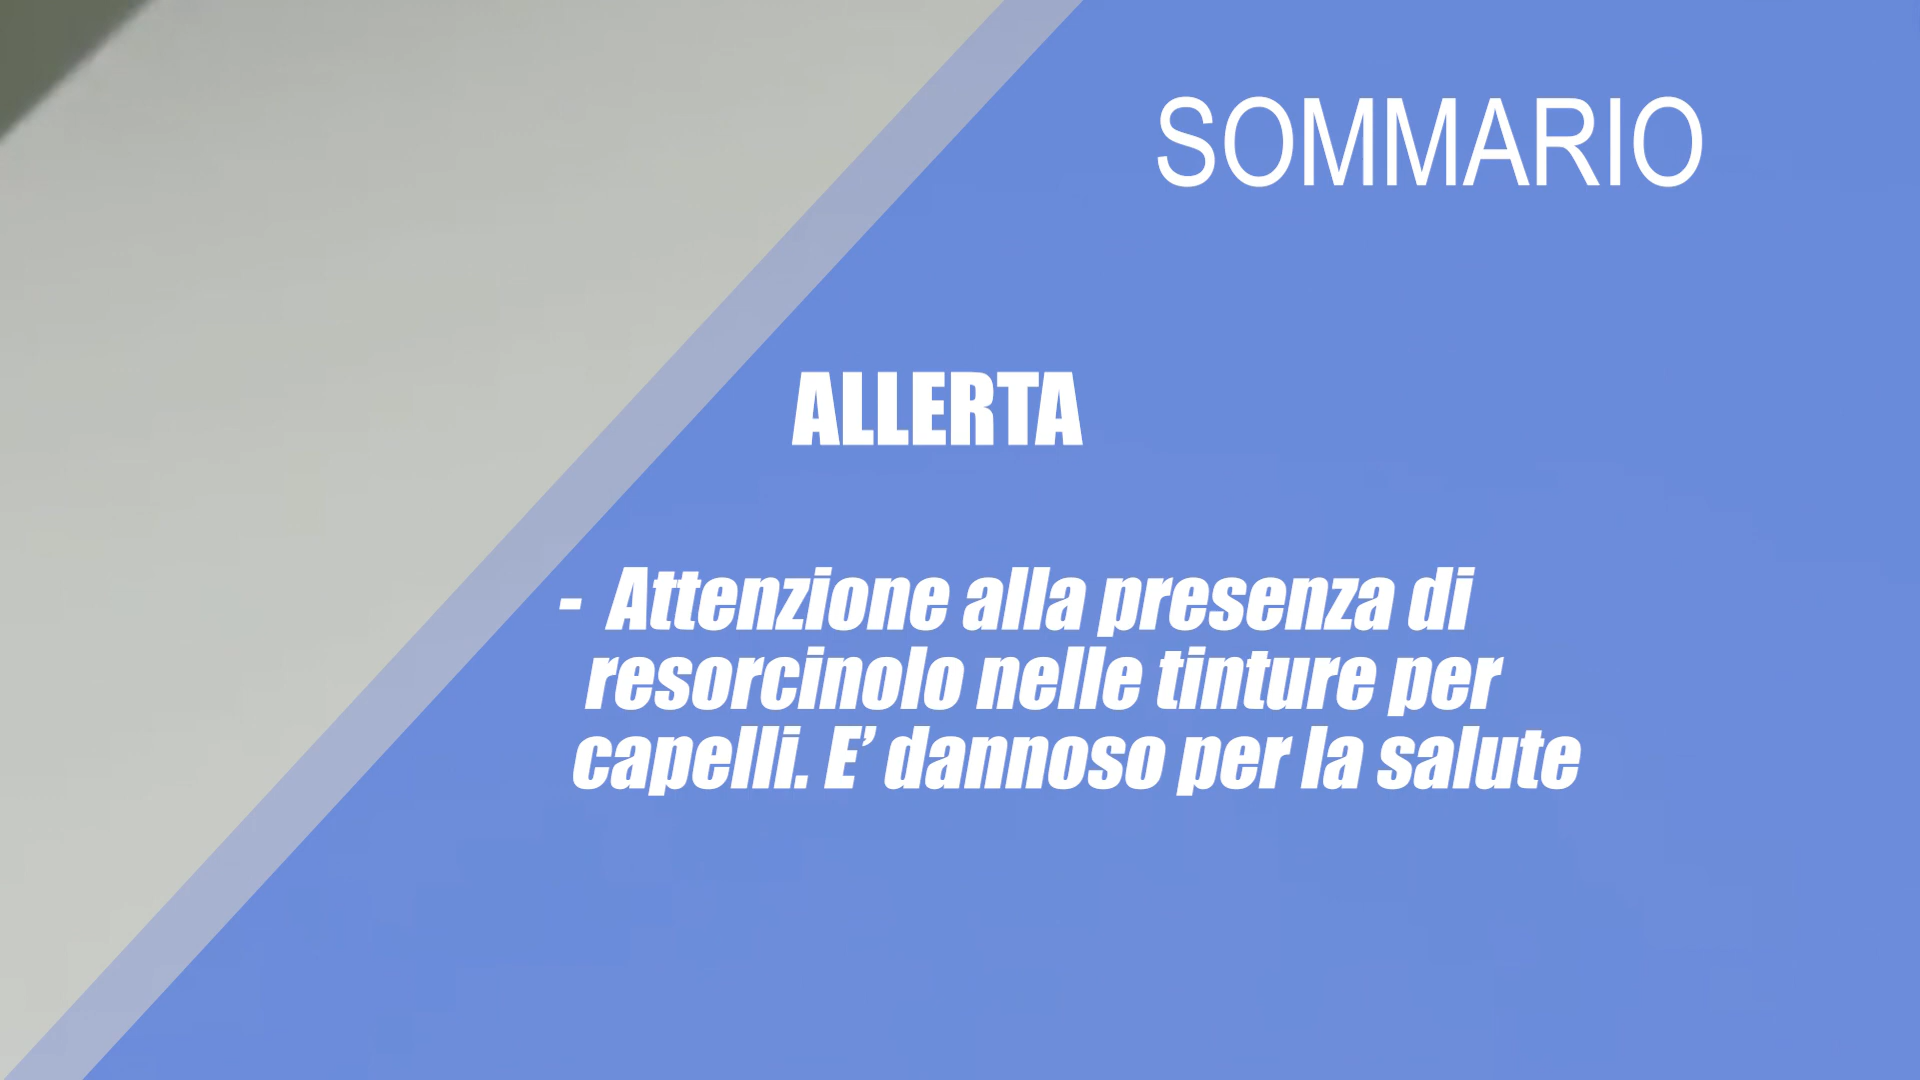 SOMMARIO
ALLERTA
- Attenzione alla presenza di
resorcinolo nelle tinture per
capelli. E’ dannoso per la salute